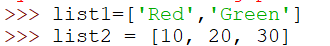 >>> list1=['Red','Green']
>>> list2 = [10, 20, 30]